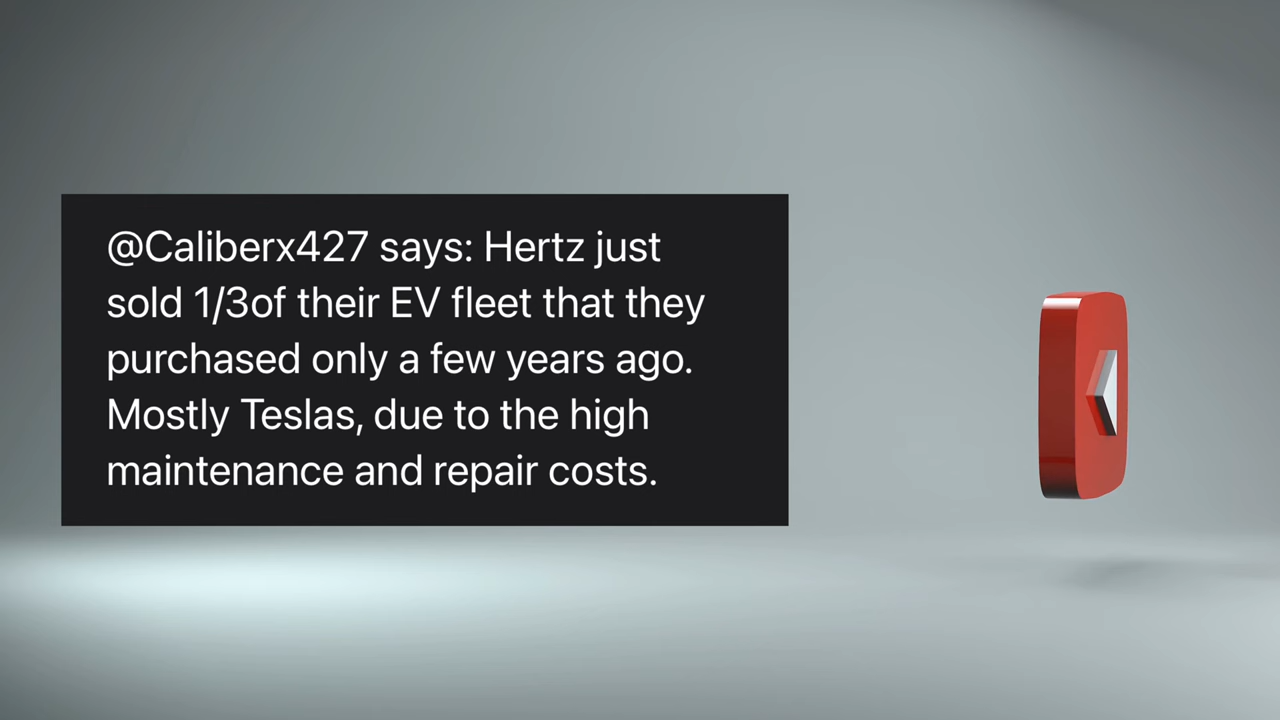 @Caliberx427 says: Hertz just
sold 1/3of their EV fleet that they
purchased only a few years ago.
Mostly Teslas, due to the high
maintenance and repair costs.